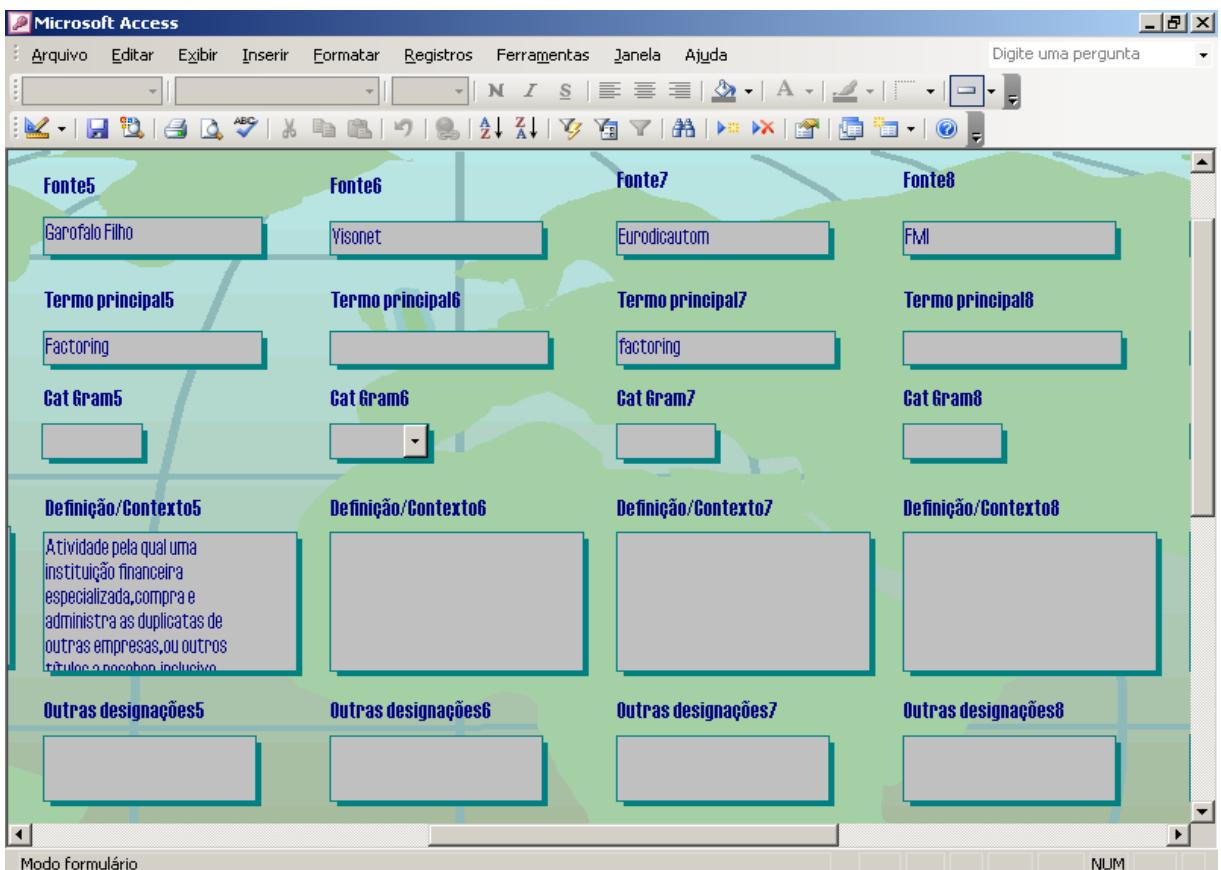 Microsoft Access
Arquivo Editar Exibir Inserir Formatar Registros Ferramentas Janela Ajuda Digite uma pergunta
N I S A
ABC A Z Z A
Fonte5 Fonte6 Fonte7 Fonte8
Garofalo Filho Visonet Eurodicautom FMI
Termo principal5 Termo principal6 Termo principal7 Termo principal8
Factoring factoring
Cat Gram5 Cat Gram6 Cat Gram7 Cat Gram8
Definição/Contexto5 Definição/Contexto6 Definição/Contexto7 Definição/Contexto8
Atividade pela qual uma
instituição financeira
especializada,compra e
administra as duplicatas de
outras empresas,ou outros
títulos a receber inclusive
Outras designações5 Outras designações6 Outras designações7 Outras designações8
Modo formulário NUM